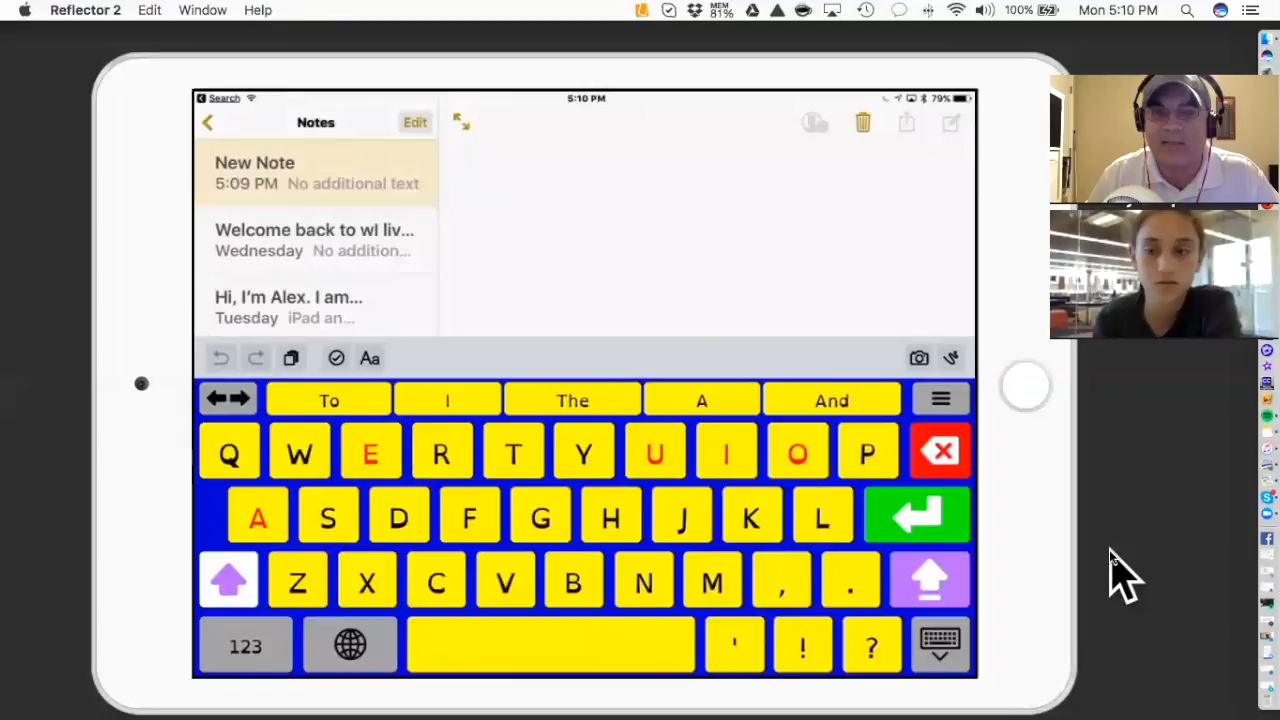 Reflector 2 Edit Window Help MEM 81% 100% Mon 5:10 PM
Search 5:10 PM 79%
Notes Edit
New Note
5:09 PM No additional text
Welcome back to wI liv...
Wednesday No addition...
Hi, I'm Alex. I am...
Tuesday iPad an...
Aa
To I The A And
Q W E R T Y U I O P
A S D F G H J K L
Z X C V B N M , .
123 ' ! ?